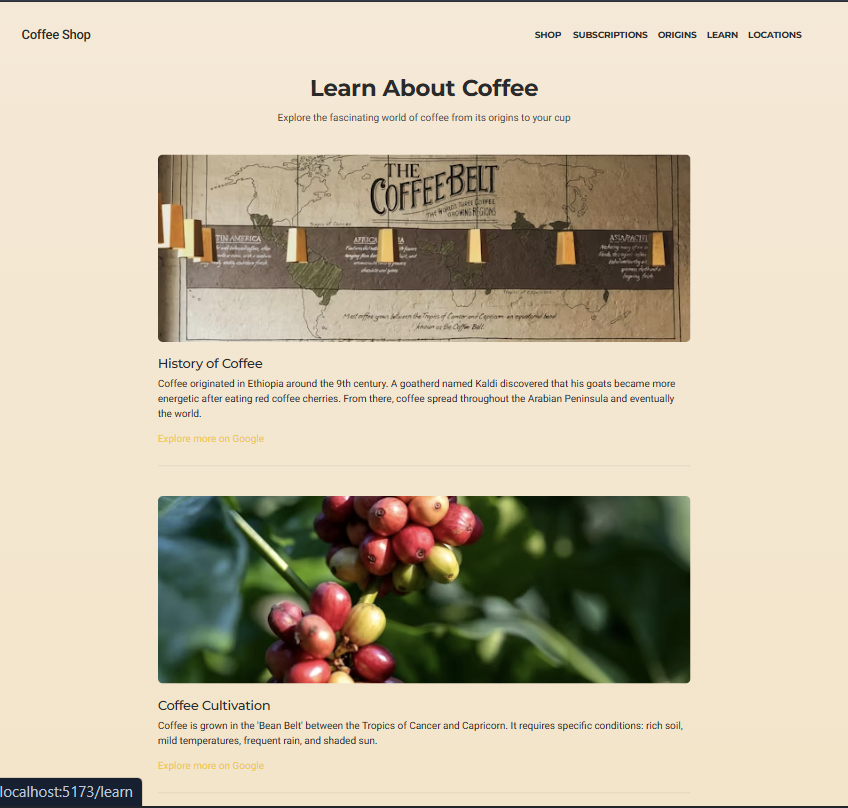 Coffee Shop
SHOP SUBSCRIPTIONS ORIGINS LEARN LOCATIONS
Learn About Coffee
Explore the fascinating world of coffee from its origins to your cup
THE
COFFEE BELT
THE WORLD'S THREE COFFEE
GROWING REGIONS
Tropic of Cancer
TIN AMERICA
AFRICA
ASIA/PACIFI
Most coffee grows between the Tropics of Cancer and Capricorn an equatorial band
known as the Coffee Belt.
History of Coffee
Coffee originated in Ethiopia around the 9th century. A goatherd named Kaldi discovered that his goats became more
energetic after eating red coffee cherries. From there, coffee spread throughout the Arabian Peninsula and eventually
the world.
Explore more on Google
Coffee Cultivation
Coffee is grown in the 'Bean Belt' between the Tropics of Cancer and Capricorn. It requires specific conditions: rich soil,
mild temperatures, frequent rain, and shaded sun.
Explore more on Google
localhost:5173/learn